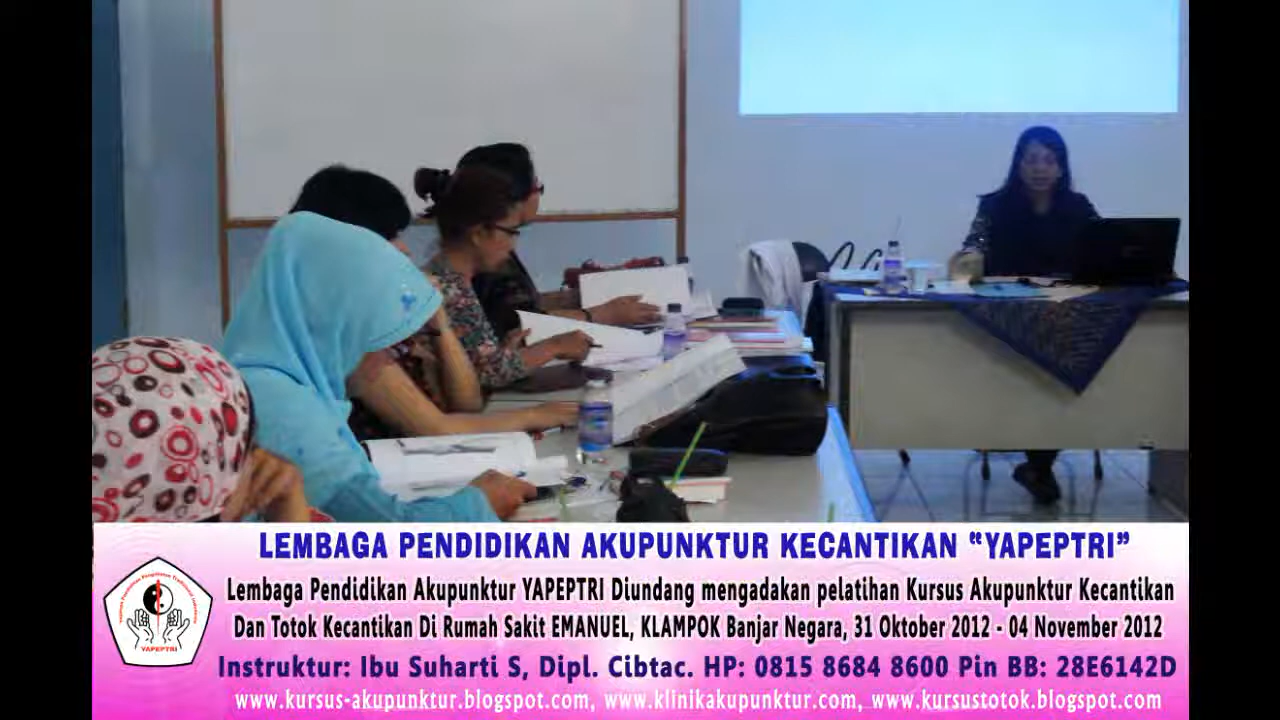 LEMBAGA PENDIDIKAN AKUPUNKTUR KECANTIKAN “YAPEPTRI”
Lembaga Pendidikan Akupunktur YAPEPTRI Diundang mengadakan pelatihan Kursus Akupunktur Kecantikan
Dan Totok Kecantikan Di Rumah Sakit EMANUEL, KLAMPOK Banjar Negara, 31 Oktober 2012 - 04 November 2012
Instruktur: Ibu Suharti S, Dipl. Cibtac. HP: 0815 8684 8600 Pin BB: 28E6142D
www.kursus-akupunktur.blogspot.com, www.klinikakupunktur.com, www.kursustotok.blogspot.com
YAPEPTRI